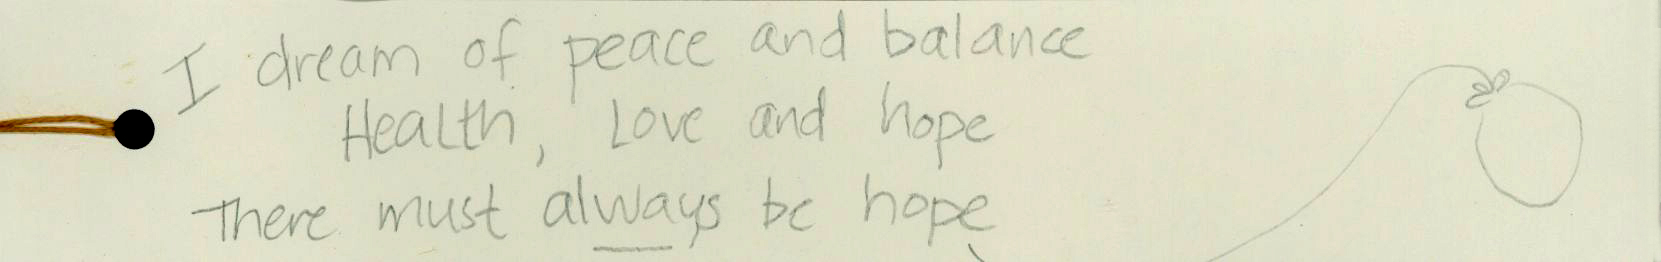 I dream of peace and balance
Health, Love and hope
There must always be hope